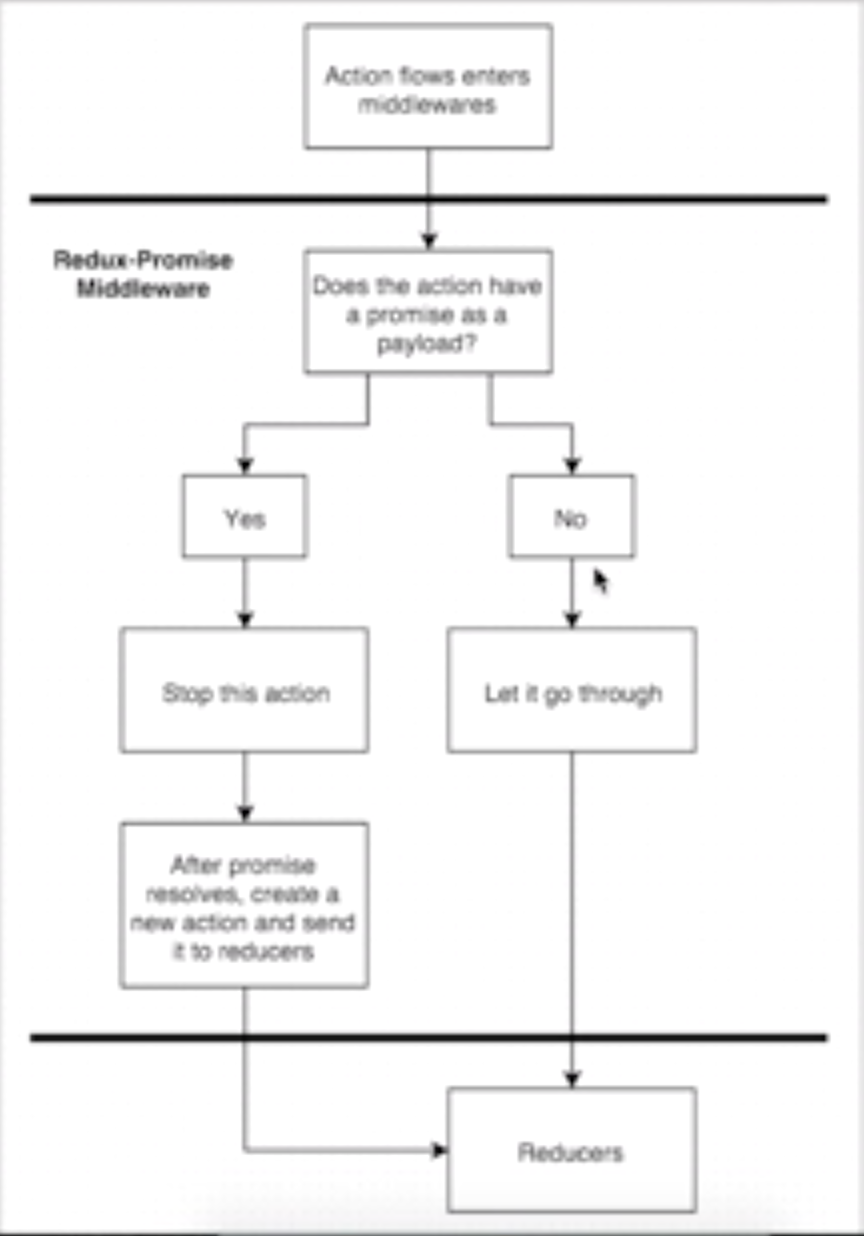 Action flows enters
middlewares
Redux-Promise
Middleware
Does the action have
a promise as a
payload?
Yes
No
Stop this action
Let it go through
After promise
resolves, create a
new action and send
it to reducers
Reducers